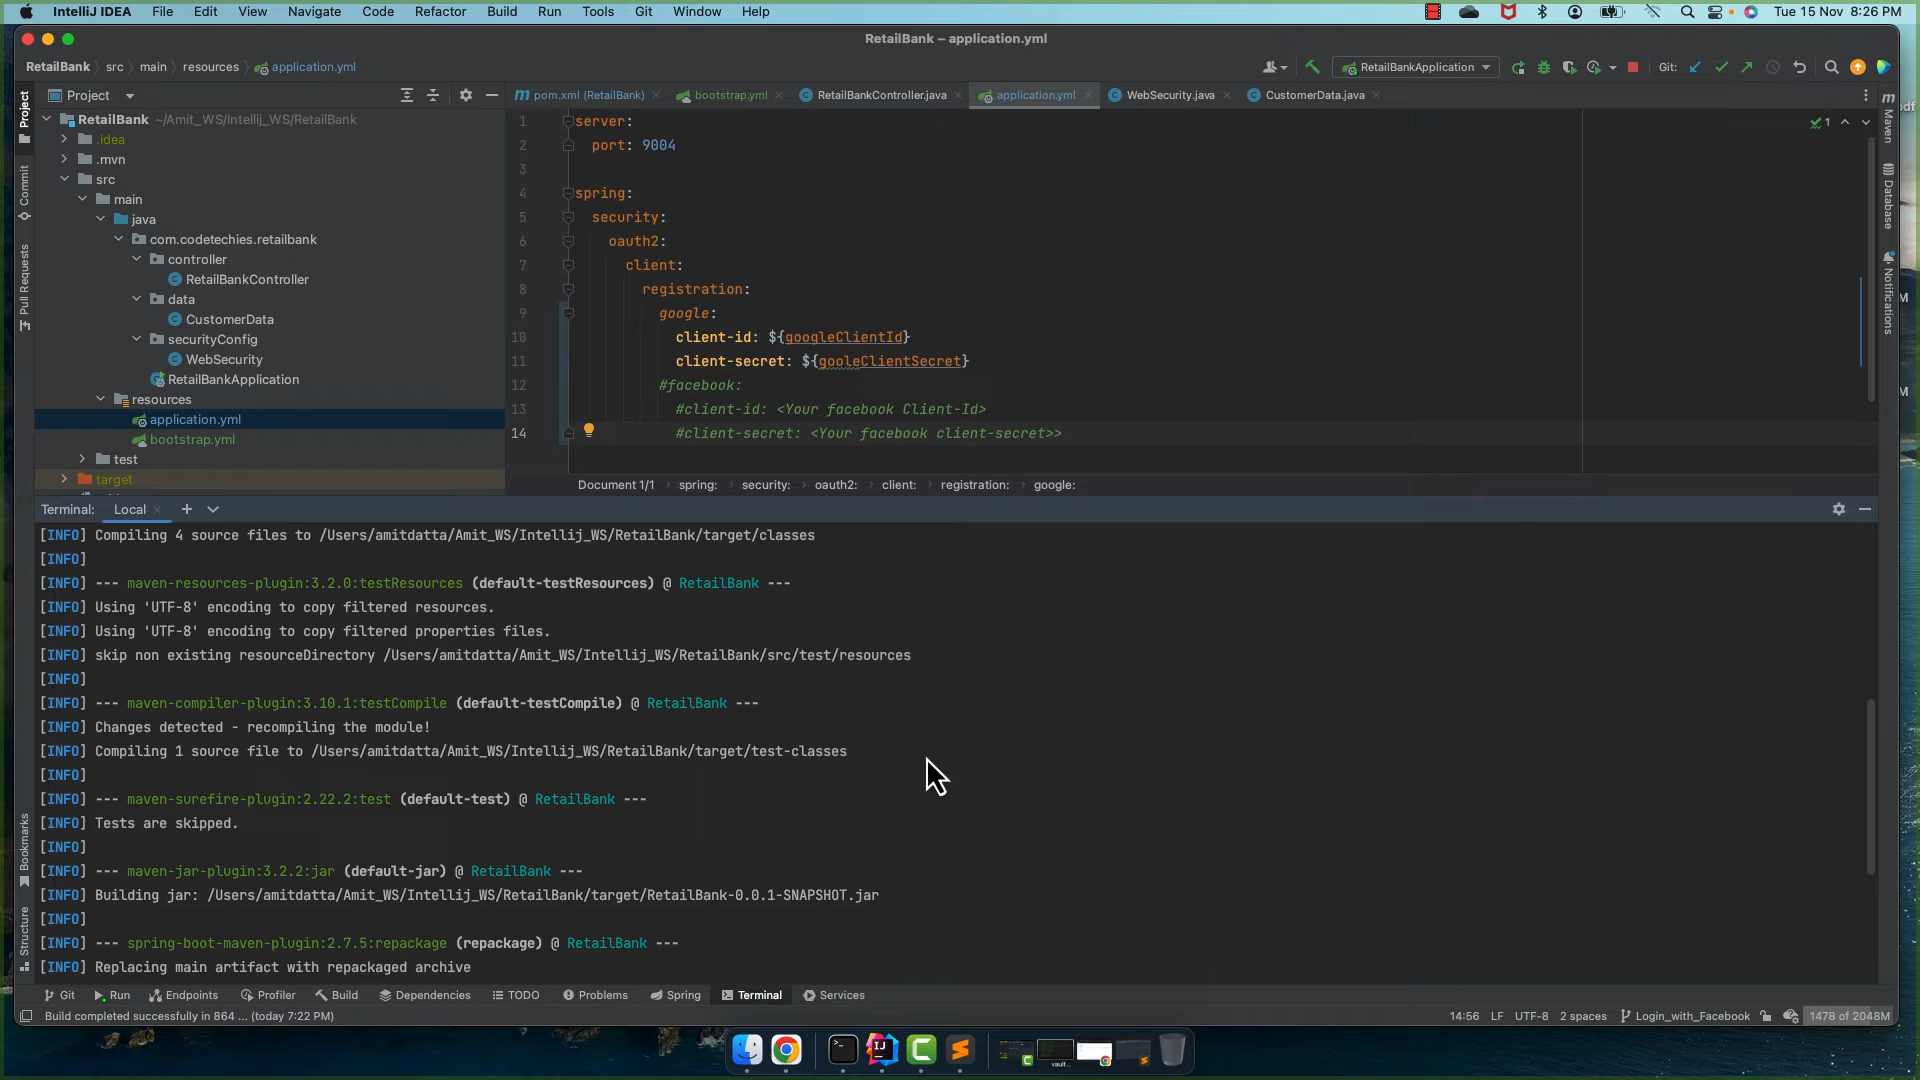 IntelliJ IDEA File Edit View Navigate Code Refactor Build Run Tools Git Window Help Tue 15 Nov 8:26 PM
RetailBank – application.yml
RetailBank src main resources application.yml RetailBankApplication Git:
Project pom.xml (RetailBank) bootstrap.yml RetailBankController.java application.yml WebSecurity.java CustomerData.java
RetailBank ~/Amit_WS/Intellij_WS/RetailBank
.idea
.mvn
src
main
java
com.codetechies.retailbank
controller
RetailBankController
data
CustomerData
securityConfig
WebSecurity
RetailBankApplication
resources
application.yml
bootstrap.yml
test
target
Project
Commit
Pull Requests
Bookmarks
Structure
1 server:
2 port: 9004
3
4 spring:
5 security:
6 oauth2:
7 client:
8 registration:
9 google:
10 client-id: ${googleClientId}
11 client-secret: ${gooleClientSecret}
12 #facebook:
13 #client-id: <Your facebook Client-Id>
14 #client-secret: <Your facebook client-secret>>
1
Maven
Database
Notifications
Document 1/1 spring: security: oauth2: client: registration: google:
Terminal: Local
[INFO] Compiling 4 source files to /Users/amitdatta/Amit_WS/Intellij_WS/RetailBank/target/classes
[INFO]
[INFO] --- maven-resources-plugin:3.2.0:testResources (default-testResources) @ RetailBank ---
[INFO] Using 'UTF-8' encoding to copy filtered resources.
[INFO] Using 'UTF-8' encoding to copy filtered properties files.
[INFO] skip non existing resourceDirectory /Users/amitdatta/Amit_WS/Intellij_WS/RetailBank/src/test/resources
[INFO]
[INFO] --- maven-compiler-plugin:3.10.1:testCompile (default-testCompile) @ RetailBank ---
[INFO] Changes detected - recompiling the module!
[INFO] Compiling 1 source file to /Users/amitdatta/Amit_WS/Intellij_WS/RetailBank/target/test-classes
[INFO]
[INFO] --- maven-surefire-plugin:2.22.2:test (default-test) @ RetailBank ---
[INFO] Tests are skipped.
[INFO]
[INFO] --- maven-jar-plugin:3.2.2:jar (default-jar) @ RetailBank ---
[INFO] Building jar: /Users/amitdatta/Amit_WS/Intellij_WS/RetailBank/target/RetailBank-0.0.1-SNAPSHOT.jar
[INFO]
[INFO] --- spring-boot-maven-plugin:2.7.5:repackage (repackage) @ RetailBank ---
[INFO] Replacing main artifact with repackaged archive
Git Run Endpoints Profiler Build Dependencies TODO Problems Spring Terminal Services
Build completed successfully in 864 ... (today 7:22 PM) 14:56 LF UTF-8 2 spaces Login_with_Facebook 1478 of 2048M